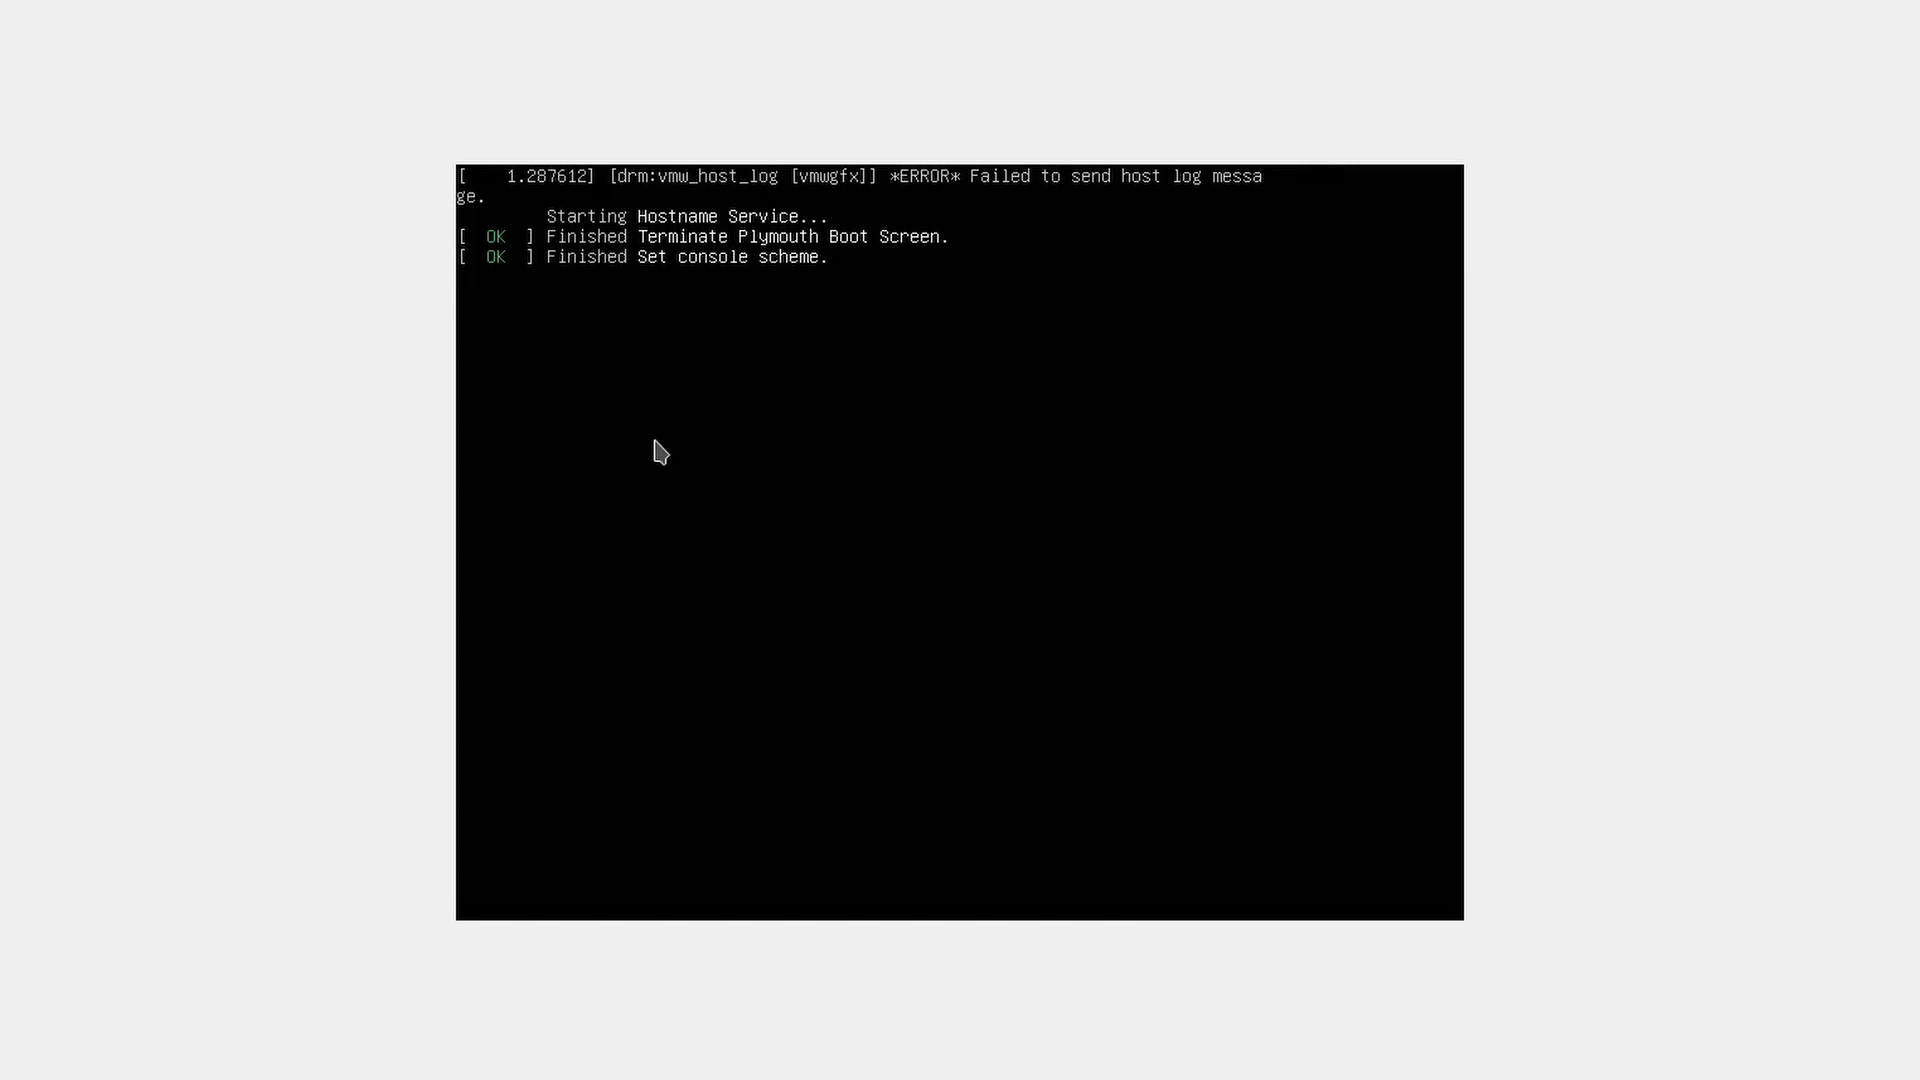 [    1.287612] [drm:vmw_host_log [vmwgfx]] *ERROR* Failed to send host log messa
ge.
         Starting Hostname Service...
[  OK  ] Finished Terminate Plymouth Boot Screen.
[  OK  ] Finished Set console scheme.